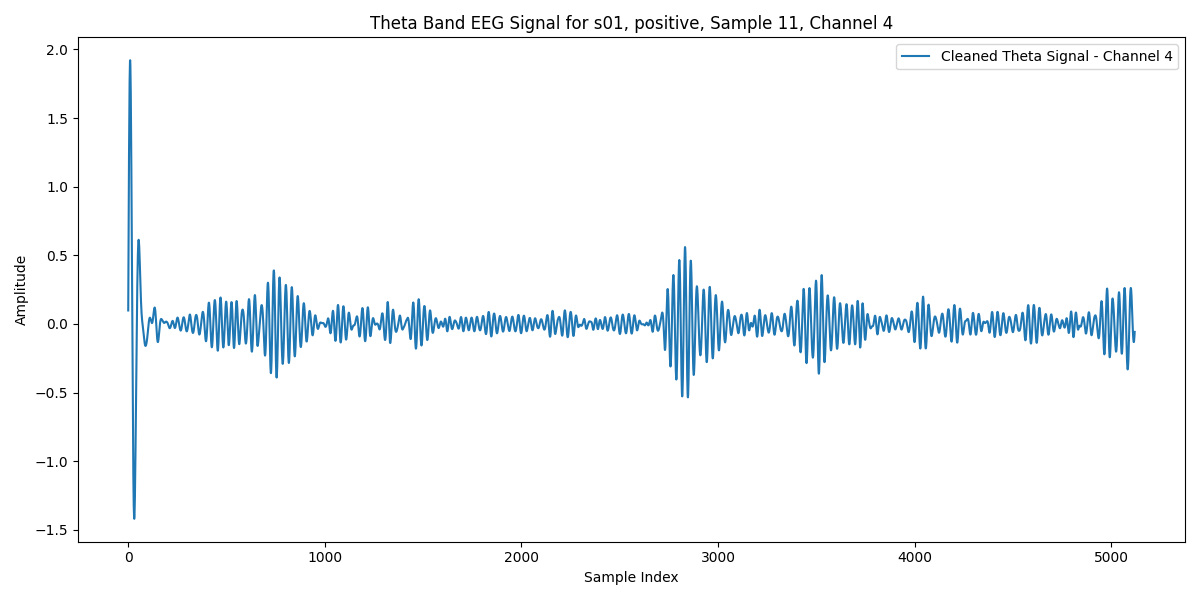 Theta Band EEG Signal for s01, positive, Sample 11, Channel 4
Cleaned Theta Signal - Channel 4
Amplitude
2.0
1.5
1.0
0.5
0.0
−0.5
−1.0
−1.5
0 1000 2000 3000 4000 5000
Sample Index